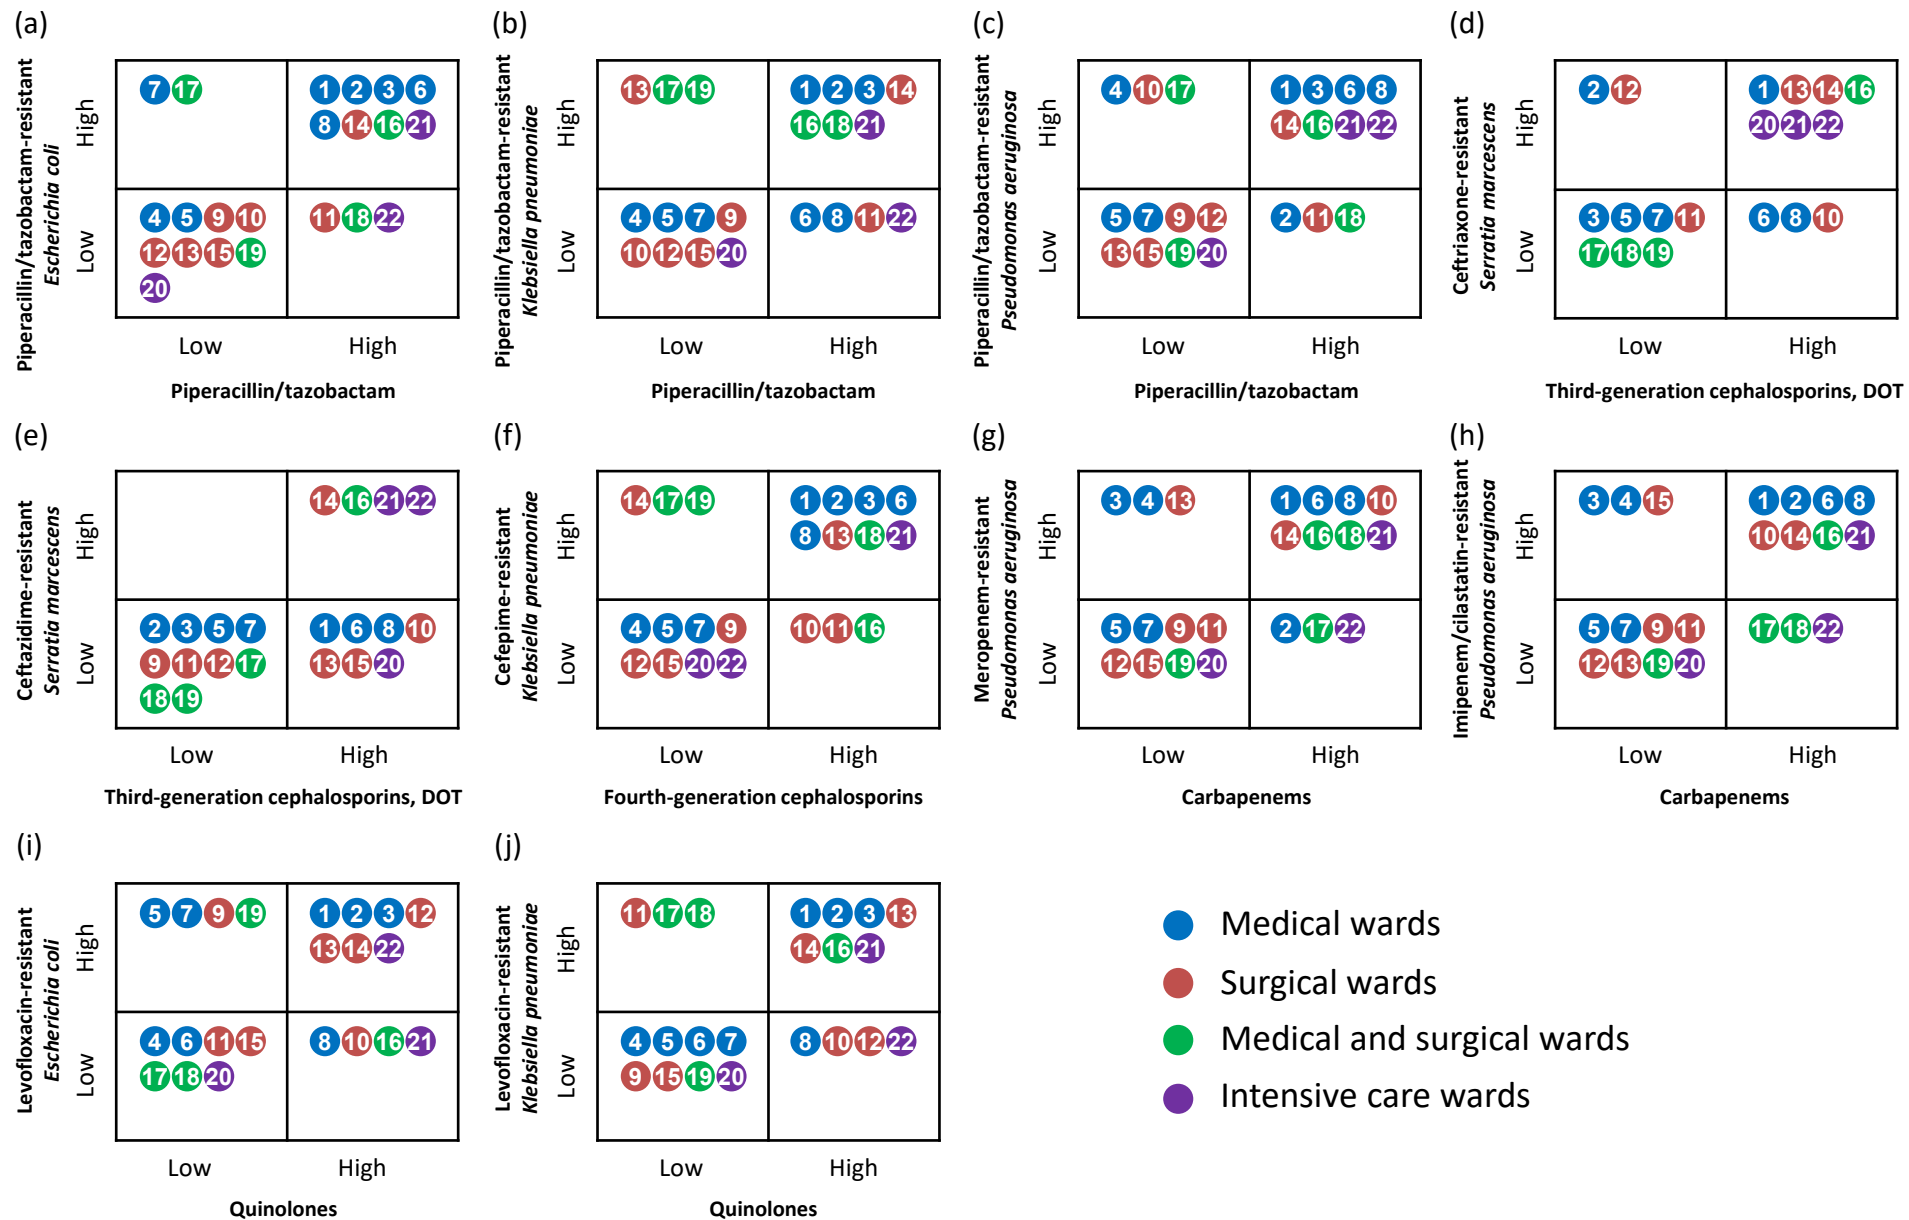 (a)
Piperacillin/tazobactam-resistant
Escherichia coli
High
Low
7 17
1 2 3 6
8 14 16 21
4 5 9 10
12 13 15 19
20
11 18 22
Low High
Piperacillin/tazobactam
(b)
Piperacillin/tazobactam-resistant
Klebsiella pneumoniae
High
Low
13 17 19
1 2 3 14
16 18 21
4 5 7 9
10 12 15 20
6 8 11 22
Low High
Piperacillin/tazobactam
(c)
Piperacillin/tazobactam-resistant
Pseudomonas aeruginosa
High
Low
4 10 17
1 3 6 8
14 16 21 22
5 7 9 12
13 15 19 20
2 11 18
Low High
Piperacillin/tazobactam
(d)
Ceftriaxone-resistant
Serratia marcescens
High
Low
2 12
1 13 14 16
20 21 22
3 5 7 11
17 18 19
6 8 10
Low High
Third-generation cephalosporins, DOT
(e)
Ceftazidime-resistant
Serratia marcescens
High
Low
14 16 21 22
2 3 5 7
9 11 12 17
18 19
1 6 8 10
13 15 20
Low High
Third-generation cephalosporins, DOT
(f)
Cefepime-resistant
Klebsiella pneumoniae
High
Low
14 17 19
1 2 3 6
8 13 18 21
4 5 7 9
12 15 20 22
10 11 16
Low High
Fourth-generation cephalosporins
(g)
Meropenem-resistant
Pseudomonas aeruginosa
High
Low
3 4 13
1 6 8 10
14 16 18 21
5 7 9 11
12 15 19 20
2 17 22
Low High
Carbapenems
(h)
Imipenem/cilastatin-resistant
Pseudomonas aeruginosa
High
Low
3 4 15
1 2 6 8
10 14 16 21
5 7 9 11
12 13 19 20
17 18 22
Low High
Carbapenems
(i)
Levofloxacin-resistant
Escherichia coli
High
Low
5 7 9 19
1 2 3 12
13 14 22
4 6 11 15
17 18 20
8 10 16 21
Low High
Quinolones
(j)
Levofloxacin-resistant
Klebsiella pneumoniae
High
Low
11 17 18
1 2 3 13
14 16 21
4 5 6 7
9 15 19 20
8 10 12 22
Low High
Quinolones
Medical wards
Surgical wards
Medical and surgical wards
Intensive care wards